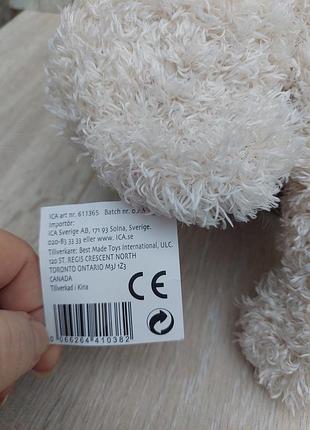 ICA art nr. 611365 Batch nr.
Importör:
ICA Sverige AB, 171 93 Solna, Sverige.
020-83 33 33 eller www.ICA.se
Tillverkare: Best Made Toys International, ULC.
120 ST. REGIS CRESCENT NORTH
TORONTO ONTARIO M3J 1Z3
CANADA
Tillverkad i Kina
CE
0 066264 410382